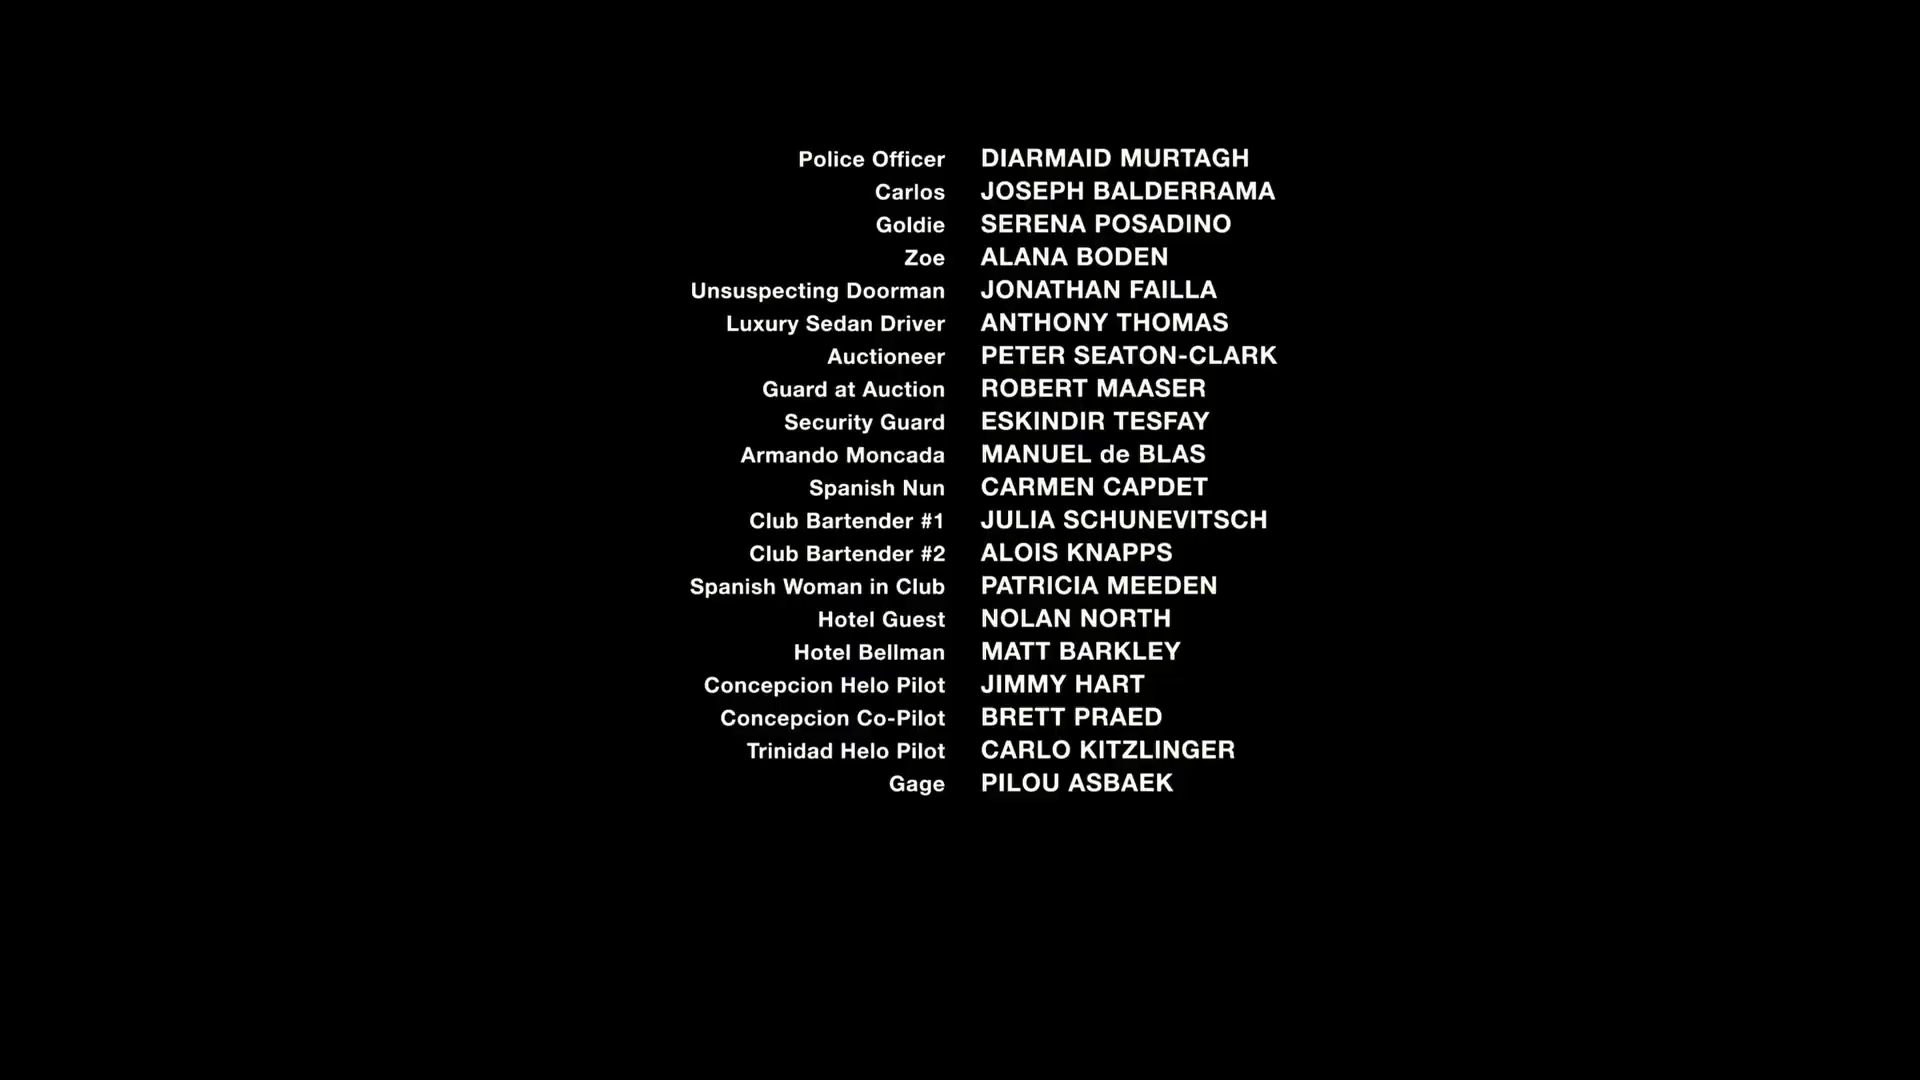 Police Officer DIARMAID MURTAGH
Carlos JOSEPH BALDERRAMA
Goldie SERENA POSADINO
Zoe ALANA BODEN
Unsuspecting Doorman JONATHAN FAILLA
Luxury Sedan Driver ANTHONY THOMAS
Auctioneer PETER SEATON-CLARK
Guard at Auction ROBERT MAASER
Security Guard ESKINDIR TESFAY
Armando Moncada MANUEL de BLAS
Spanish Nun CARMEN CAPDET
Club Bartender #1 JULIA SCHUNEVITSCH
Club Bartender #2 ALOIS KNAPPS
Spanish Woman in Club PATRICIA MEEDEN
Hotel Guest NOLAN NORTH
Hotel Bellman MATT BARKLEY
Concepcion Helo Pilot JIMMY HART
Concepcion Co-Pilot BRETT PRAED
Trinidad Helo Pilot CARLO KITZLINGER
Gage PILOU ASBAEK